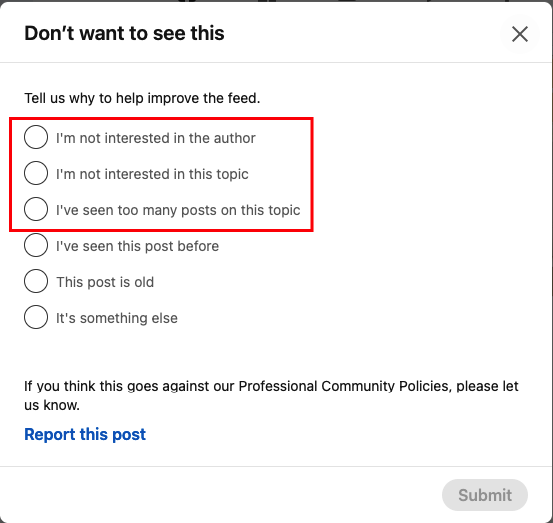 Don’t want to see this
Tell us why to help improve the feed.
I'm not interested in the author
I'm not interested in this topic
I've seen too many posts on this topic
I've seen this post before
This post is old
It's something else
If you think this goes against our Professional Community Policies, please let
us know.
Report this post
Submit